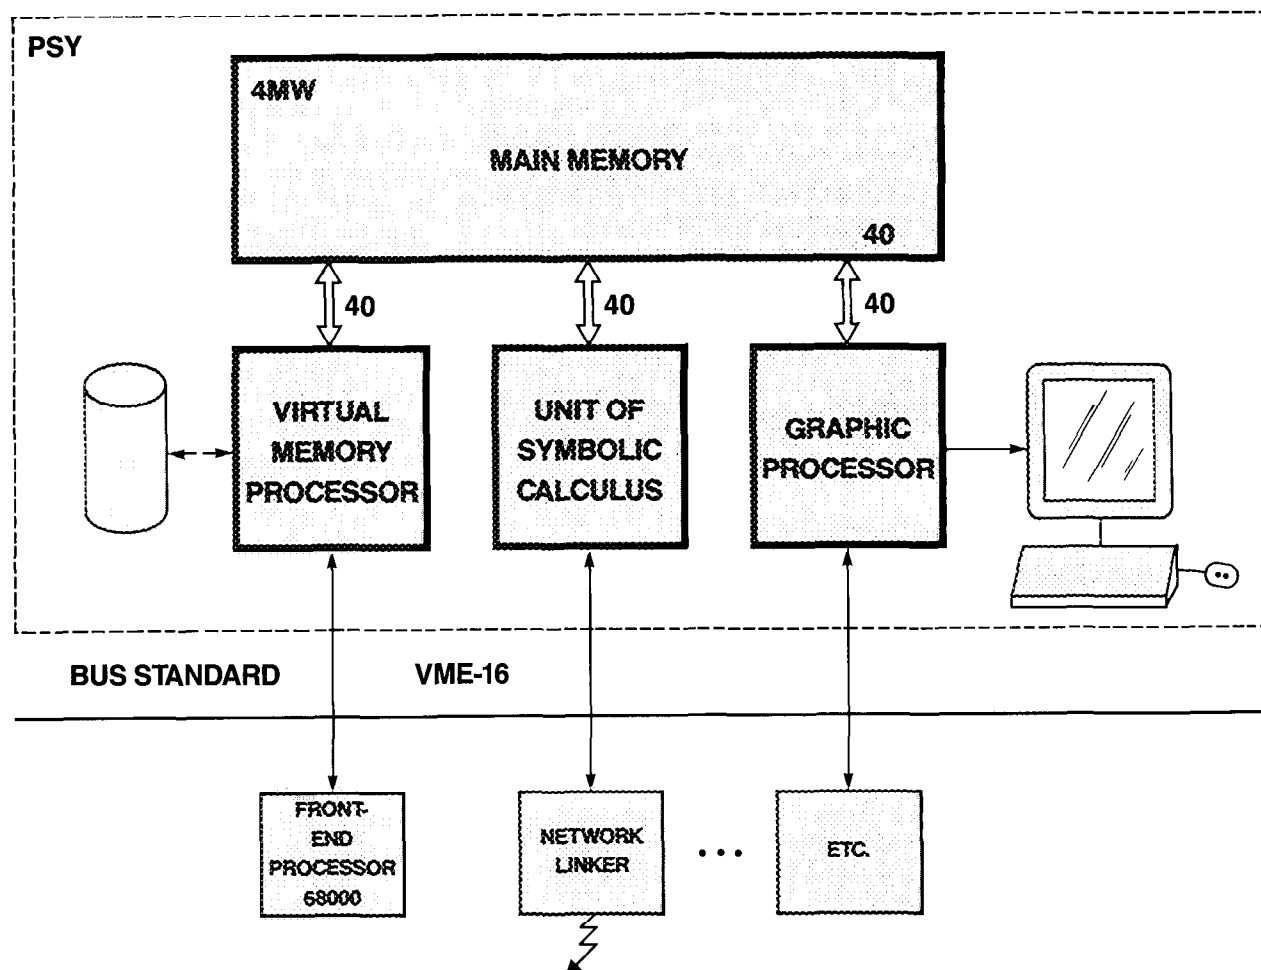 PSY
4MW
MAIN MEMORY
40
40
40
40
VIRTUAL
MEMORY
PROCESSOR
UNIT OF
SYMBOLIC
CALCULUS
GRAPHIC
PROCESSOR
BUS STANDARD VME-16
FRONT-
END
PROCESSOR
68000
NETWORK
LINKER
• • •
ETC.